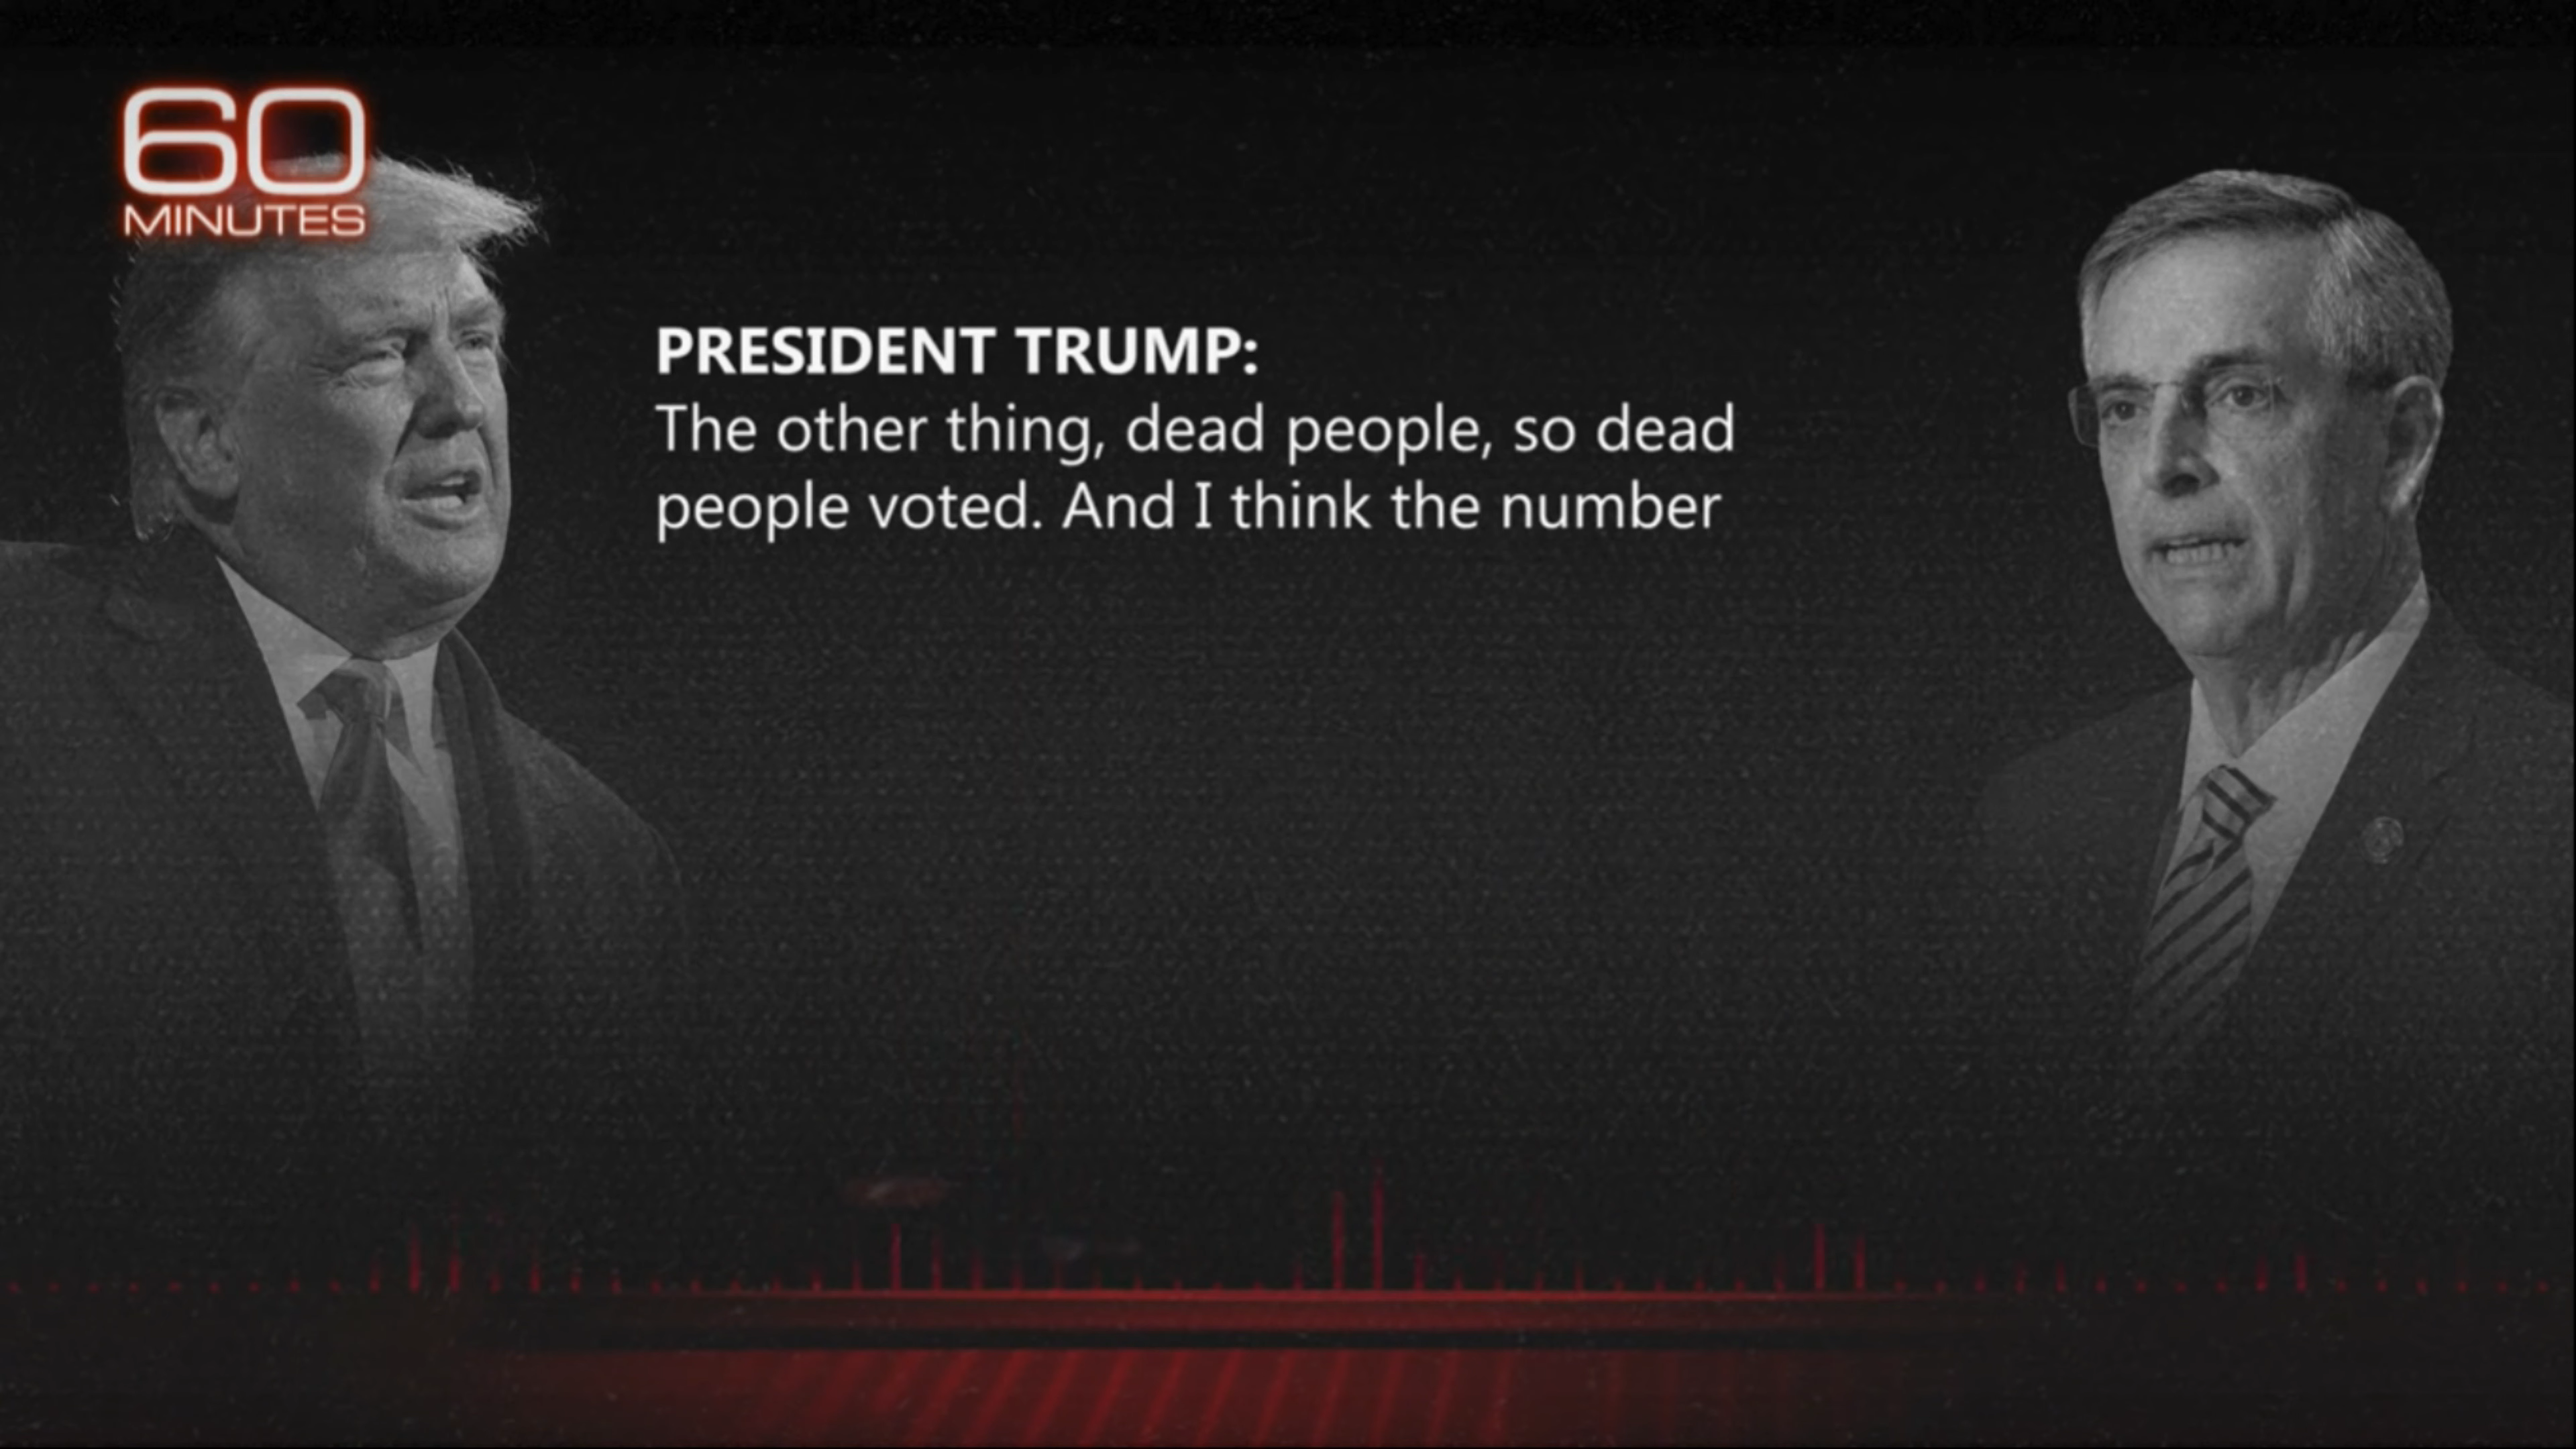 60
MINUTES
PRESIDENT TRUMP:
The other thing, dead people, so dead
people voted. And I think the number